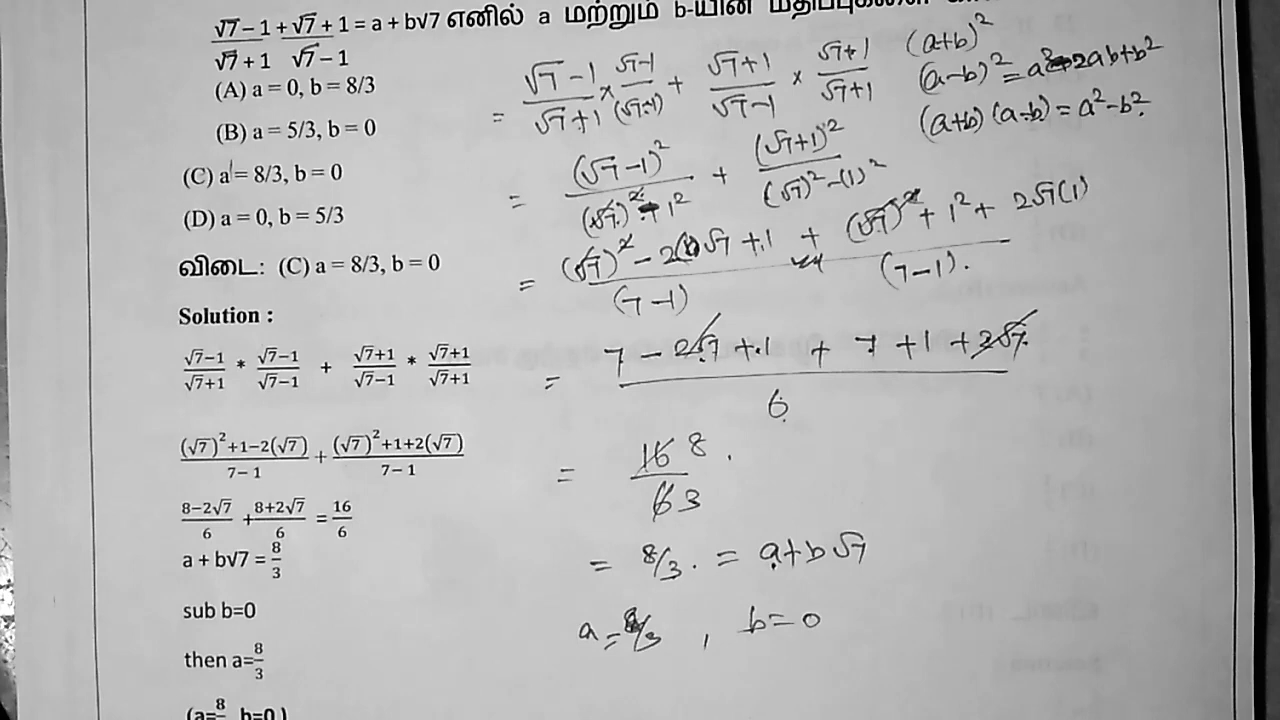 √7 – 1 + √7 + 1 = a + b√7 எனில் a மற்றும் b-யின்
√7 + 1 √7 – 1
(A) a = 0, b = 8/3
(B) a = 5/3, b = 0
(C) a = 8/3, b = 0
(D) a = 0, b = 5/3
விடை: (C) a = 8/3, b = 0
Solution :
√7−1/√7+1 * √7−1/√7−1 + √7+1/√7−1 * √7+1/√7+1
(√7)²+1−2(√7)/7−1 + (√7)²+1+2(√7)/7−1
8−2√7/6 + 8+2√7/6 = 16/6
a + b√7 = 8/3
sub b=0
then a=8/3
(a=8/3 b=0)
(a+b)²
(a-b)² = a² - 2ab + b²
(a+b)(a-b) = a² - b²
= √7-1/√7+1 × √7-1/(√7-1) + √7+1/√7-1 × √7+1/√7+1
= (√7-1)²/(√7)² - 1² + (√7+1)²/(√7)² - (1)²
= (√7)² - 2(1)√7 + 1/(7-1) + (√7)² + 1² + 2√7(1)/(7-1).
= 7 - 2√7 + 1 + 7 + 1 + 2√7/6
= 16 8/6 3
= 8/3 = a+b√7
a = 8/3 , b = 0